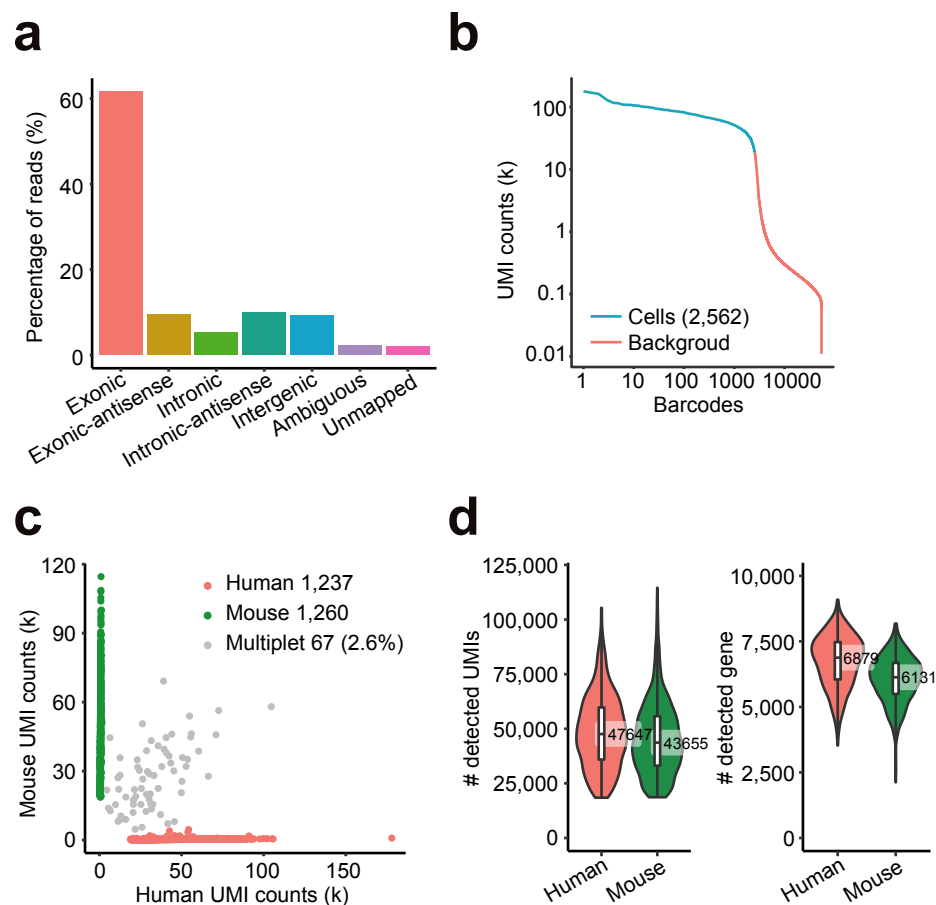 a
Percentage of reads (%)
60
40
20
0
Exonic
Exonic-antisense
Intronic
Intronic-antisense
Intergenic
Ambiguous
Unmapped
b
UMI counts (k)
100
10
1
0.1
0.01
Cells (2,562)
Backgroud
1 10 100 1000 10000
Barcodes
c
Mouse UMI counts (k)
120
90
60
30
0
Human 1,237
Mouse 1,260
Multiplet 67 (2.6%)
0 50 100 150
Human UMI counts (k)
d
# detected UMIs
125,000
100,000
75,000
50,000
25,000
0
47647
43655
Human
Mouse
# detected gene
10,000
7,500
5,000
2,500
0
6879
6131
Human
Mouse